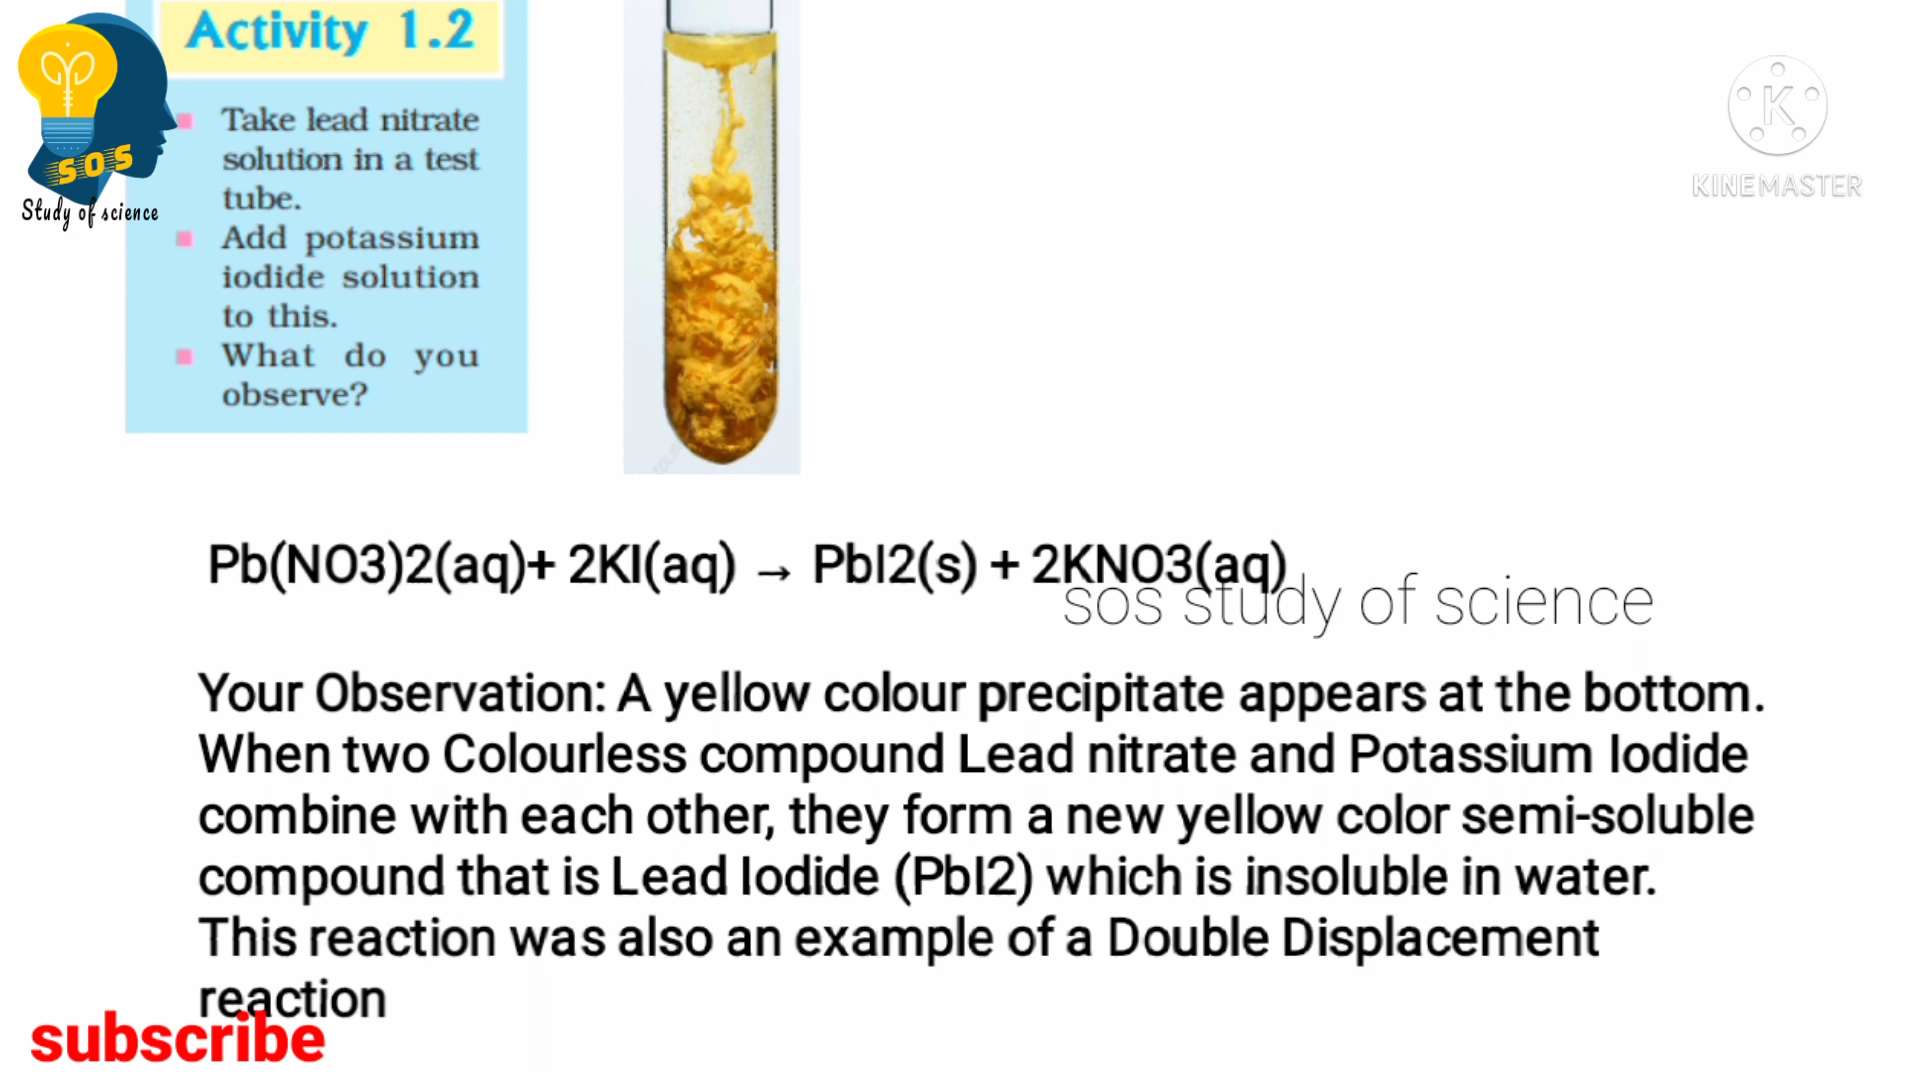 Activity 1.2
Take lead nitrate
solution in a test
tube.
Add potassium
iodide solution
to this.
What do you
observe?
SOS
Study of science
K
KINEMASTER
Pb(NO3)2(aq)+ 2KI(aq) → PbI2(s) + 2KNO3(aq)
sos study of science
Your Observation: A yellow colour precipitate appears at the bottom.
When two Colourless compound Lead nitrate and Potassium Iodide
combine with each other, they form a new yellow color semi-soluble
compound that is Lead Iodide (PbI2) which is insoluble in water.
This reaction was also an example of a Double Displacement
reaction
subscribe